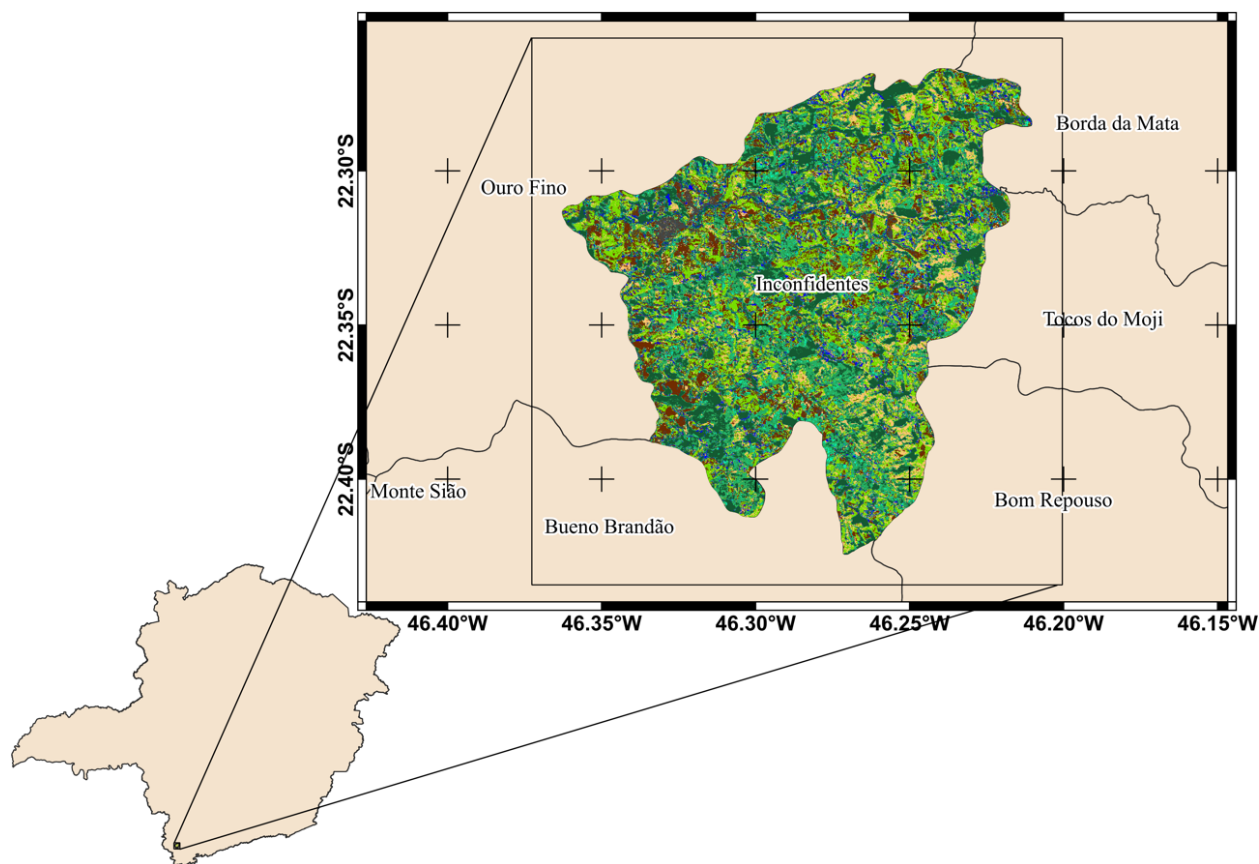 Borda da Mata
22.30°S
Ouro Fino
Inconfidentes
22.35°S
Tocos do Moji
22.40°S
Monte Sião
Bom Repouso
Bueno Brandão
46.40°W
46.35°W
46.30°W
46.25°W
46.20°W
46.15°W